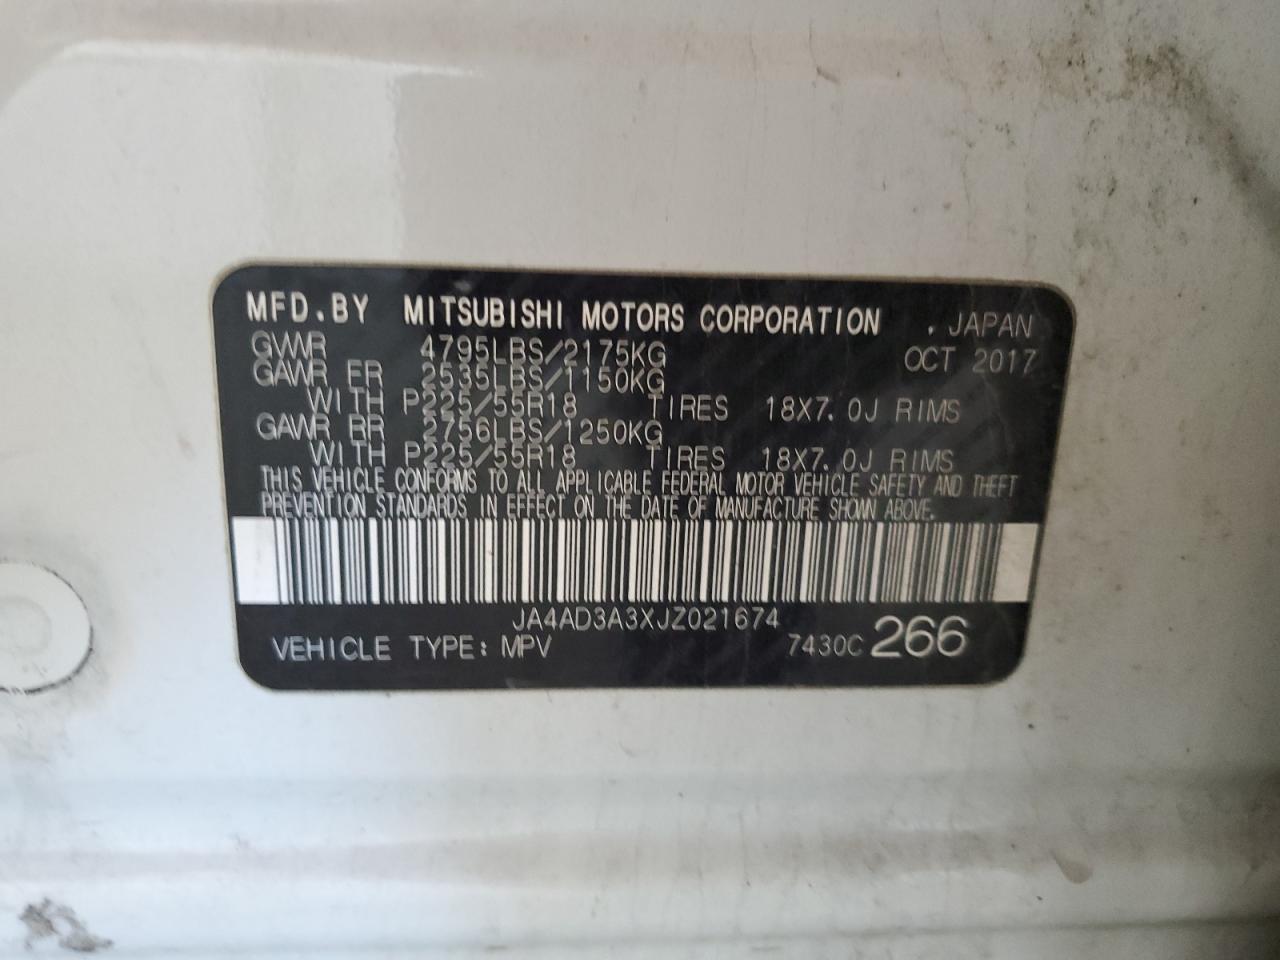 MFD.BY MITSUBISHI MOTORS CORPORATION . JAPAN
GVWR 4795LBS/2175KG OCT 2017
GAWR FR 2535LBS/1150KG
WITH P225/55R18 TIRES 18X7.0J RIMS
GAWR RR 2756LBS/1250KG
WITH P225/55R18 TIRES 18X7.0J RIMS
THIS VEHICLE CONFORMS TO ALL APPLICABLE FEDERAL MOTOR VEHICLE SAFETY AND THEFT
PREVENTION STANDARDS IN EFFECT ON THE DATE OF MANUFACTURE SHOWN ABOVE.
JA4AD3A3XJZ021674
VEHICLE TYPE: MPV 7430C 266